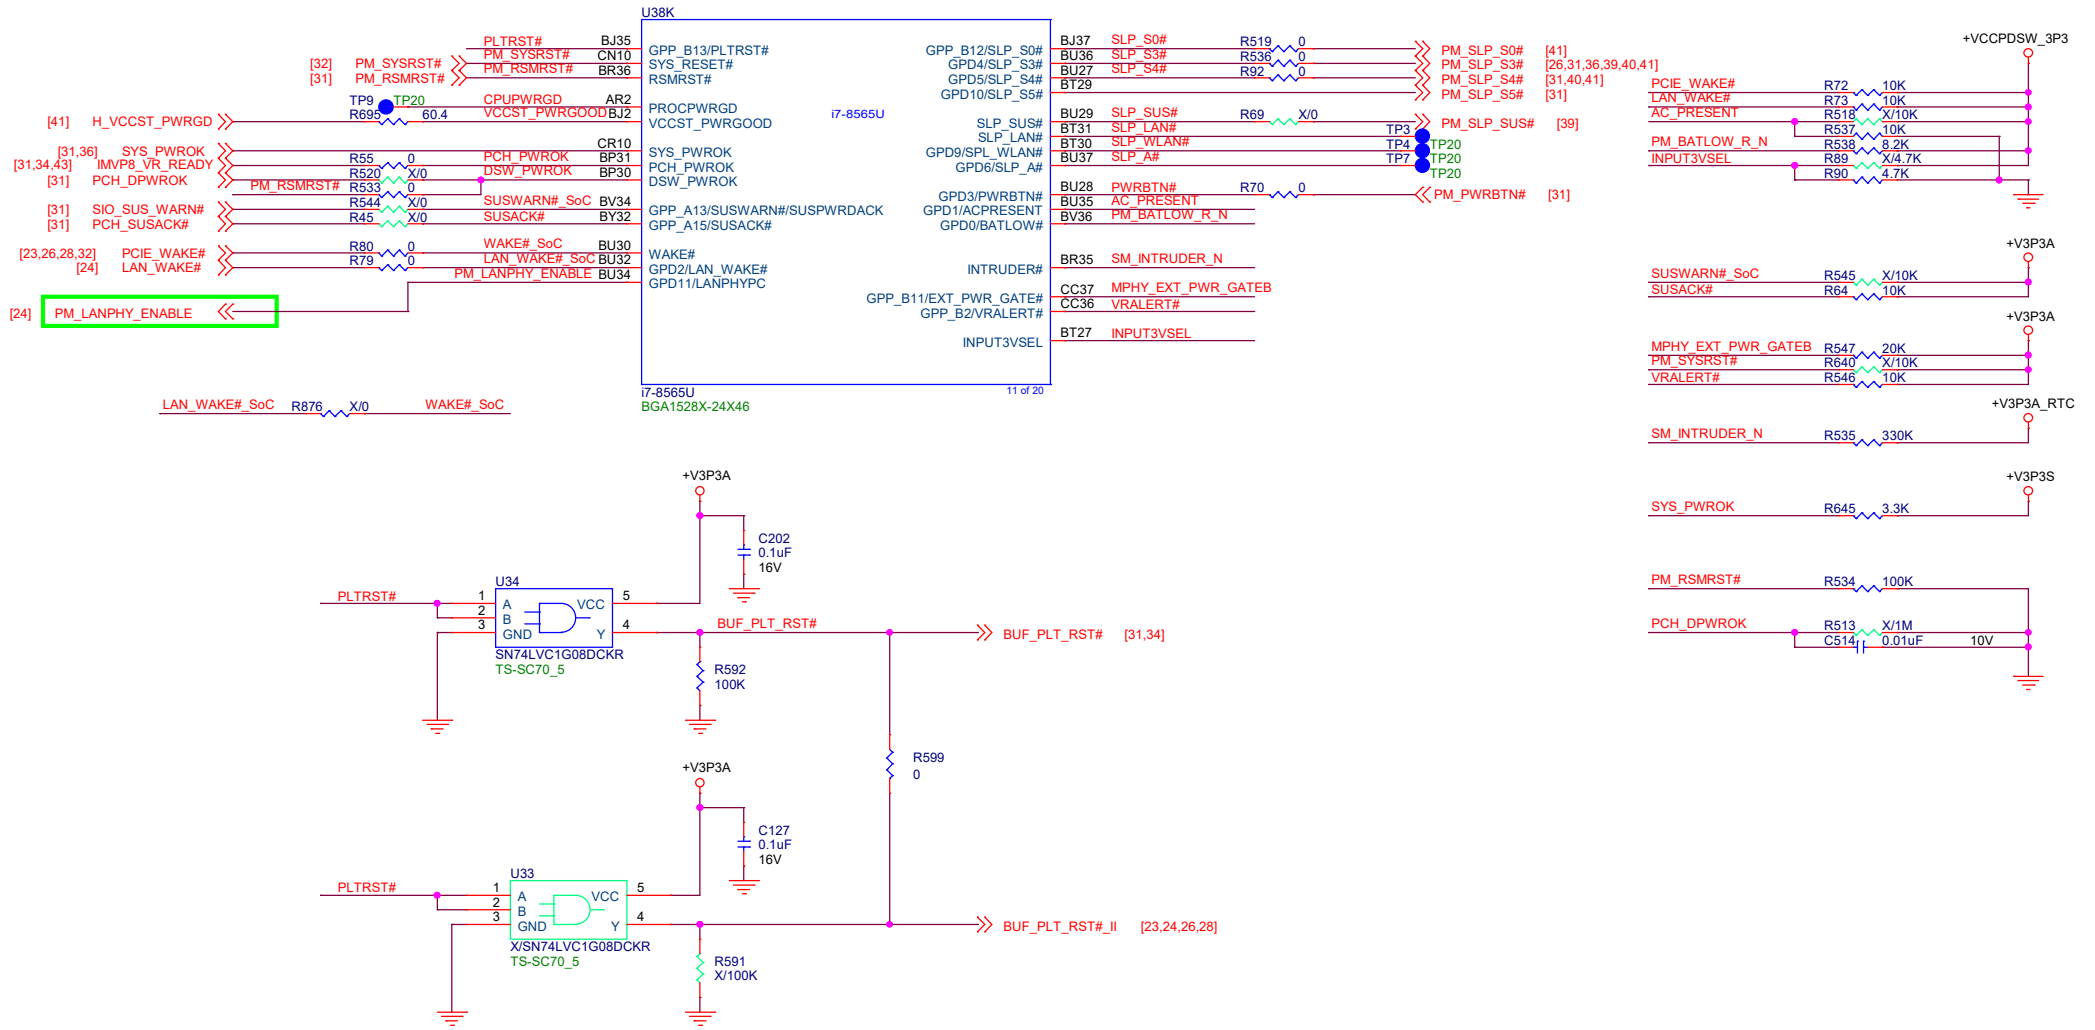 U38K
PLTRST# BJ35 GPP_B13/PLTRST# GPP_B12/SLP_S0# BJ37 SLP_S0# R519 0 PM_SLP_S0# [41]
[32] PM_SYSRST# PM_SYSRST# CN10 SYS_RESET# GPD4/SLP_S3# BU36 SLP_S3# R536 0 PM_SLP_S3# [26,31,36,39,40,41]
[31] PM_RSMRST# PM_RSMRST# BR36 RSMRST# GPD5/SLP_S4# BU27 SLP_S4# R92 0 PM_SLP_S4# [31,40,41]
GPD10/SLP_S5# BT29 PM_SLP_S5# [31]
TP9 TP20 CPUPWRGD AR2 PROCPWRGD
[41] H_VCCST_PWRGD R695 60.4 VCCST_PWRGOOD BJ2 VCCST_PWRGOOD i7-8565U SLP_SUS# BU29 SLP_SUS# R69 X/0 PM_SLP_SUS# [39]
SLP_LAN# BT31 SLP_LAN# TP3 TP20
[31,36] SYS_PWROK CR10 SYS_PWROK GPD9/SPL_WLAN# BT30 SLP_WLAN# TP4 TP20
[31,34,43] IMVP8_VR_READY R55 0 PCH_PWROK BP31 PCH_PWROK GPD6/SLP_A# BU37 SLP_A# TP7 TP20
[31] PCH_DPWROK R520 X/0 DSW_PWROK BP30 DSW_PWROK
PM_RSMRST# R533 0 GPD3/PWRBTN# BU28 PWRBTN# R70 0 PM_PWRBTN# [31]
[31] SIO_SUS_WARN# R544 X/0 SUSWARN#_SoC BV34 GPP_A13/SUSWARN#/SUSPWRDACK GPD1/ACPRESENT BU35 AC_PRESENT
[31] PCH_SUSACK# R45 X/0 SUSACK# BY32 GPP_A15/SUSACK# GPD0/BATLOW# BV36 PM_BATLOW_R_N
[23,26,28,32] PCIE_WAKE# R80 0 WAKE#_SoC BU30 WAKE#
[24] LAN_WAKE# R79 0 LAN_WAKE#_SoC BU32 GPD2/LAN_WAKE# INTRUDER# BR35 SM_INTRUDER_N
PM_LANPHY_ENABLE BU34 GPD11/LANPHYPC
GPP_B11/EXT_PWR_GATE# CC37 MPHY_EXT_PWR_GATEB
[24] PM_LANPHY_ENABLE GPP_B2/VRALERT# CC36 VRALERT#
INPUT3VSEL BT27 INPUT3VSEL
i7-8565U 11 of 20
BGA1528X-24X46
LAN_WAKE#_SoC R876 X/0 WAKE#_SoC
+VCCPDSW_3P3
PCIE_WAKE# R72 10K
LAN_WAKE# R73 10K
AC_PRESENT R518 X/10K
R537 10K
PM_BATLOW_R_N R538 8.2K
INPUT3VSEL R89 X/4.7K
R90 4.7K
+V3P3A
SUSWARN#_SoC R545 X/10K
SUSACK# R64 10K
+V3P3A
MPHY_EXT_PWR_GATEB R547 20K
PM_SYSRST# R640 X/10K
VRALERT# R546 10K
+V3P3A_RTC
SM_INTRUDER_N R535 330K
+V3P3S
SYS_PWROK R645 3.3K
PM_RSMRST# R534 100K
PCH_DPWROK R513 X/1M
C514 0.01uF 10V
+V3P3A
C202
0.1uF
16V
U34
PLTRST# 1 A VCC 5
2 B
3 GND Y 4 BUF_PLT_RST# BUF_PLT_RST# [31,34]
SN74LVC1G08DCKR
TS-SC70_5
R592
100K
R599
0
+V3P3A
C127
0.1uF
16V
U33
PLTRST# 1 A VCC 5
2 B
3 GND Y 4 BUF_PLT_RST#_II [23,24,26,28]
X/SN74LVC1G08DCKR
TS-SC70_5
R591
X/100K